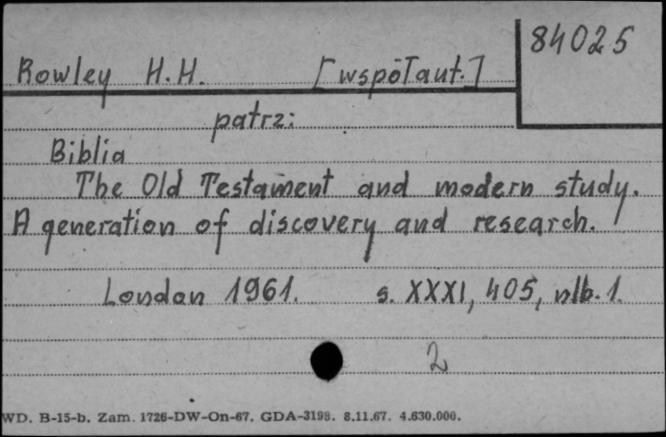 84025
Rowley H.H. [współaut.]
patrz:
Biblia
The Old Testament and modern study.
A generation of discovery and research.
London 1961. s. XXXI, 405, nlb. 1.
2
WD. B-15-b. Zam. 1726-DW-On-67. GDA-3198. 8.11.67. 4.630.000.